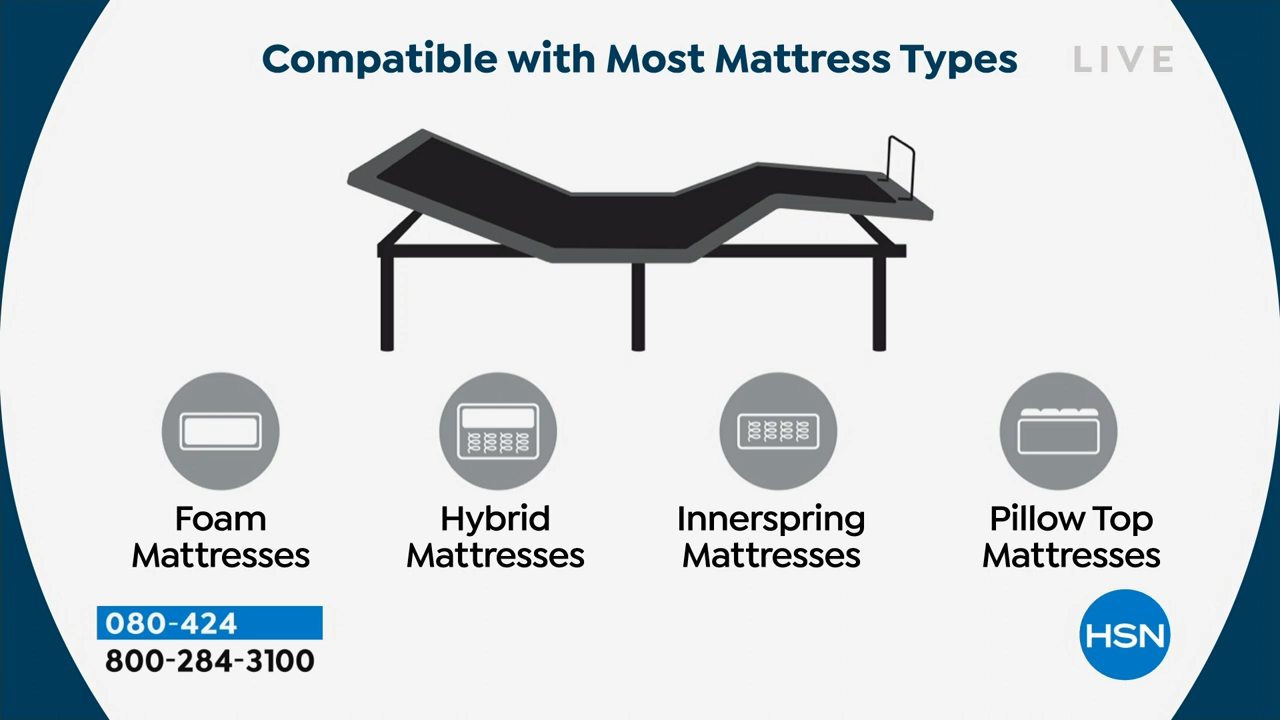 Compatible with Most Mattress Types
LIVE
Foam
Mattresses
Hybrid
Mattresses
Innerspring
Mattresses
Pillow Top
Mattresses
080-424
800-284-3100
HSN